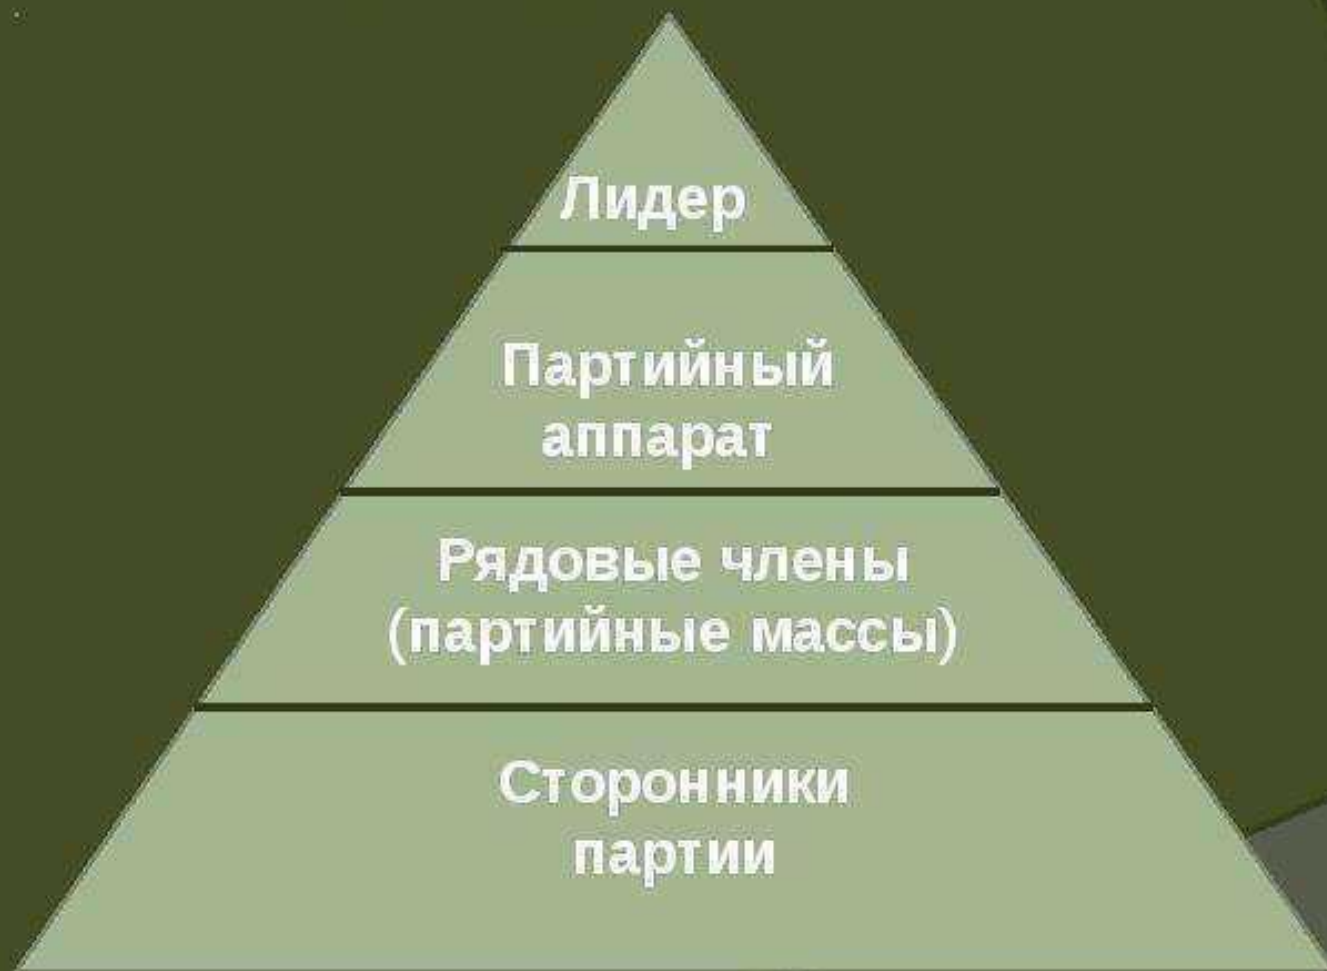 Лидер
Партийный
аппарат
Рядовые члены
(партийные массы)
Сторонники
партии